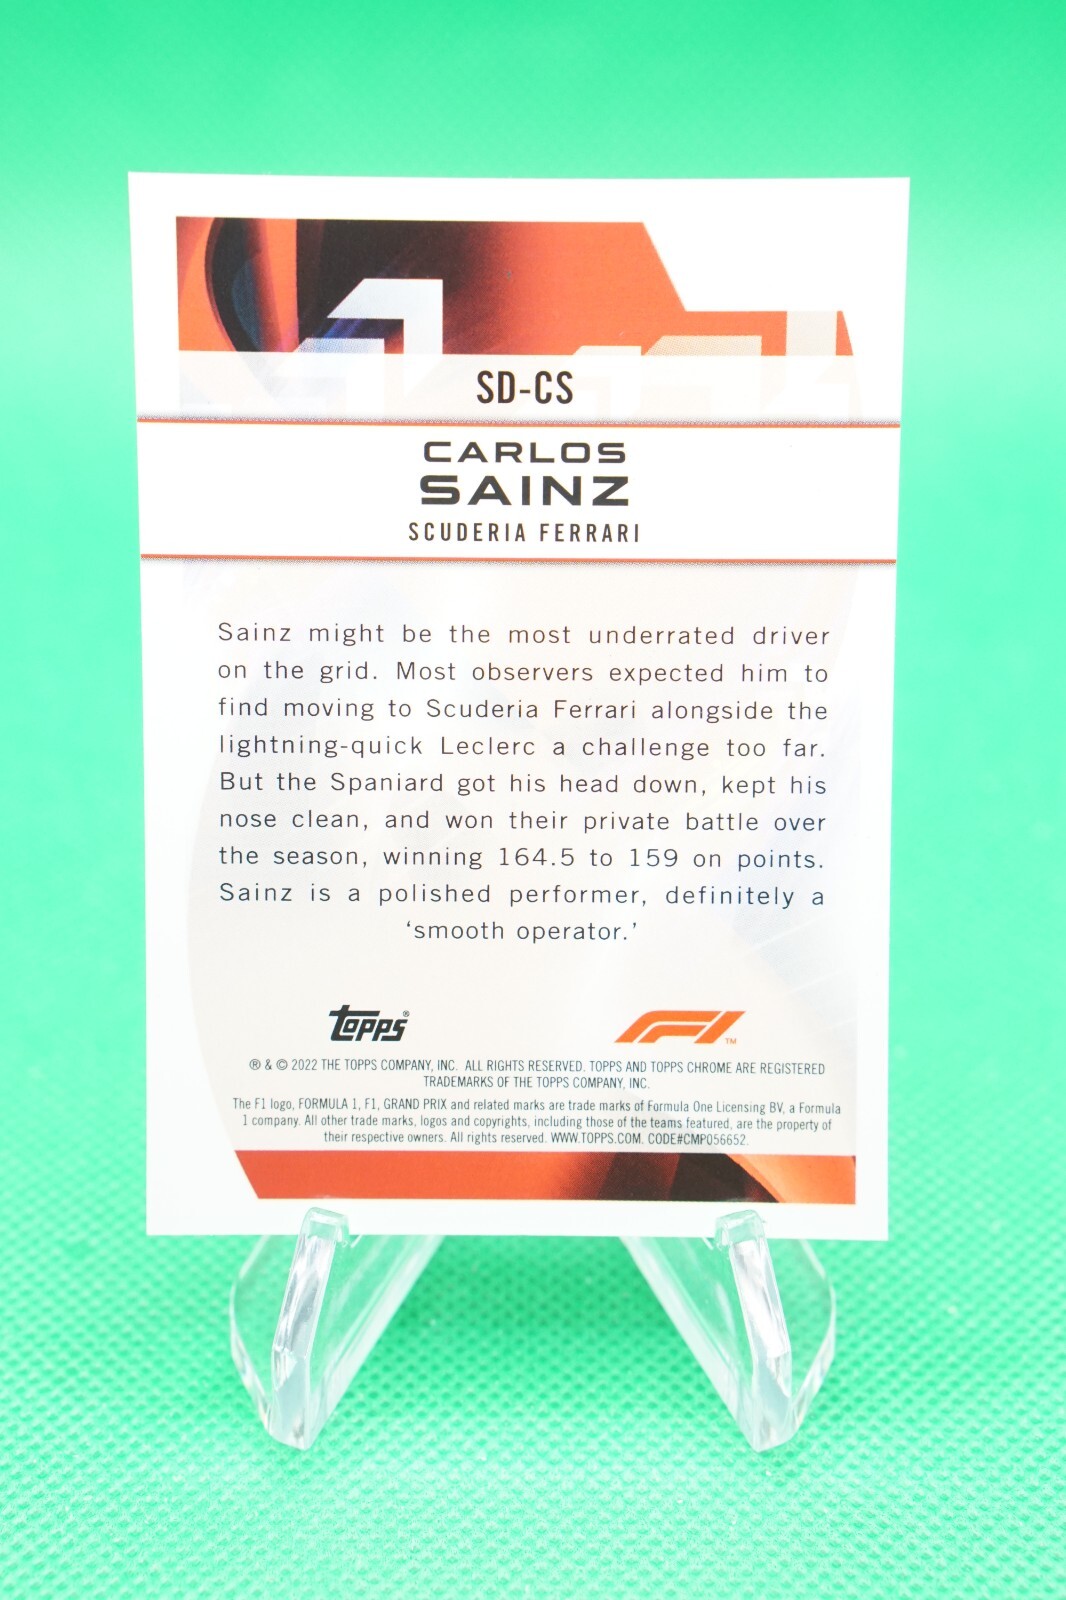 SD-CS
CARLOS
SAINZ
SCUDERIA FERRARI
Sainz might be the most underrated driver
on the grid. Most observers expected him to
find moving to Scuderia Ferrari alongside the
lightning-quick Leclerc a challenge too far.
But the Spaniard got his head down, kept his
nose clean, and won their private battle over
the season, winning 164.5 to 159 on points.
Sainz is a polished performer, definitely a
‘smooth operator.’
topps®
F1™
® & © 2022 THE TOPPS COMPANY, INC. ALL RIGHTS RESERVED. TOPPS AND TOPPS CHROME ARE REGISTERED
TRADEMARKS OF THE TOPPS COMPANY, INC.
The F1 logo, FORMULA 1, F1, GRAND PRIX and related marks are trade marks of Formula One Licensing BV, a Formula
1 company. All other trade marks, logos and copyrights, including those of the teams featured, are the property of
their respective owners. All rights reserved. WWW.TOPPS.COM. CODE#CMP056652.